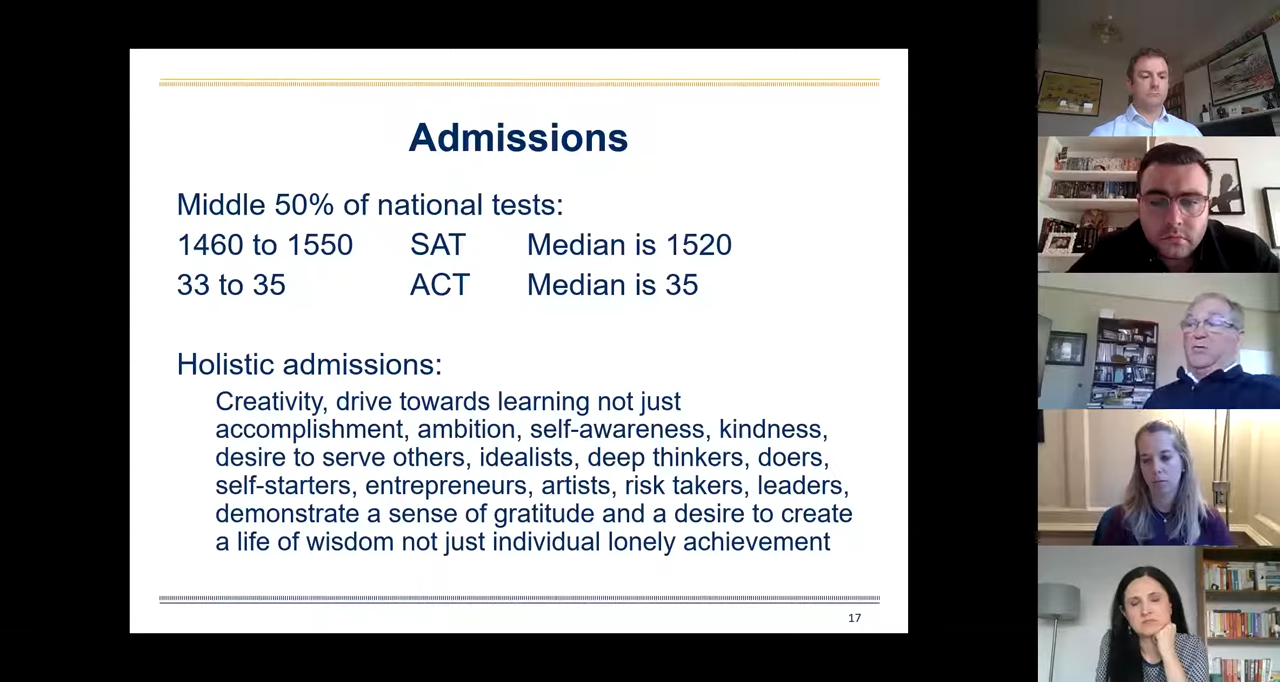 Admissions
Middle 50% of national tests:
1460 to 1550 SAT Median is 1520
33 to 35 ACT Median is 35
Holistic admissions:
Creativity, drive towards learning not just
accomplishment, ambition, self-awareness, kindness,
desire to serve others, idealists, deep thinkers, doers,
self-starters, entrepreneurs, artists, risk takers, leaders,
demonstrate a sense of gratitude and a desire to create
a life of wisdom not just individual lonely achievement
17